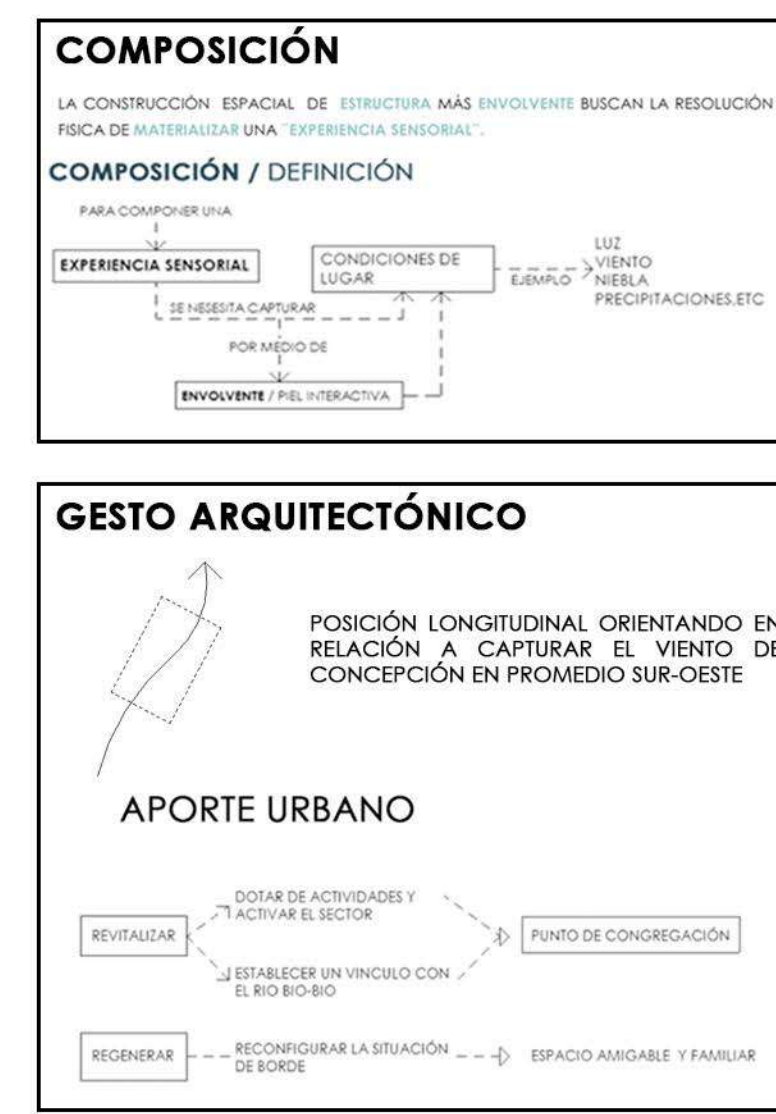 COMPOSICIÓN
LA CONSTRUCCIÓN ESPACIAL DE ESTRUCTURA MÁS ENVOLVENTE BUSCAN LA RESOLUCIÓN
FISICA DE MATERIALIZAR UNA ¨EXPERIENCIA SENSORIAL¨.
COMPOSICIÓN / DEFINICIÓN
PARA COMPONER UNA
EXPERIENCIA SENSORIAL
CONDICIONES DE
LUGAR
EJEMPLO
LUZ
VIENTO
NIEBLA
PRECIPITACIONES,ETC
SE NESESITA CAPTURAR
POR MEDIO DE
ENVOLVENTE / PIEL INTERACTIVA
GESTO ARQUITECTÓNICO
POSICIÓN LONGITUDINAL ORIENTANDO EN
RELACIÓN A CAPTURAR EL VIENTO DE
CONCEPCIÓN EN PROMEDIO SUR-OESTE
APORTE URBANO
REVITALIZAR
DOTAR DE ACTIVIDADES Y
ACTIVAR EL SECTOR
ESTABLECER UN VINCULO CON
EL RIO BIO-BIO
PUNTO DE CONGREGACIÓN
REGENERAR
RECONFIGURAR LA SITUACIÓN
DE BORDE
ESPACIO AMIGABLE Y FAMILIAR